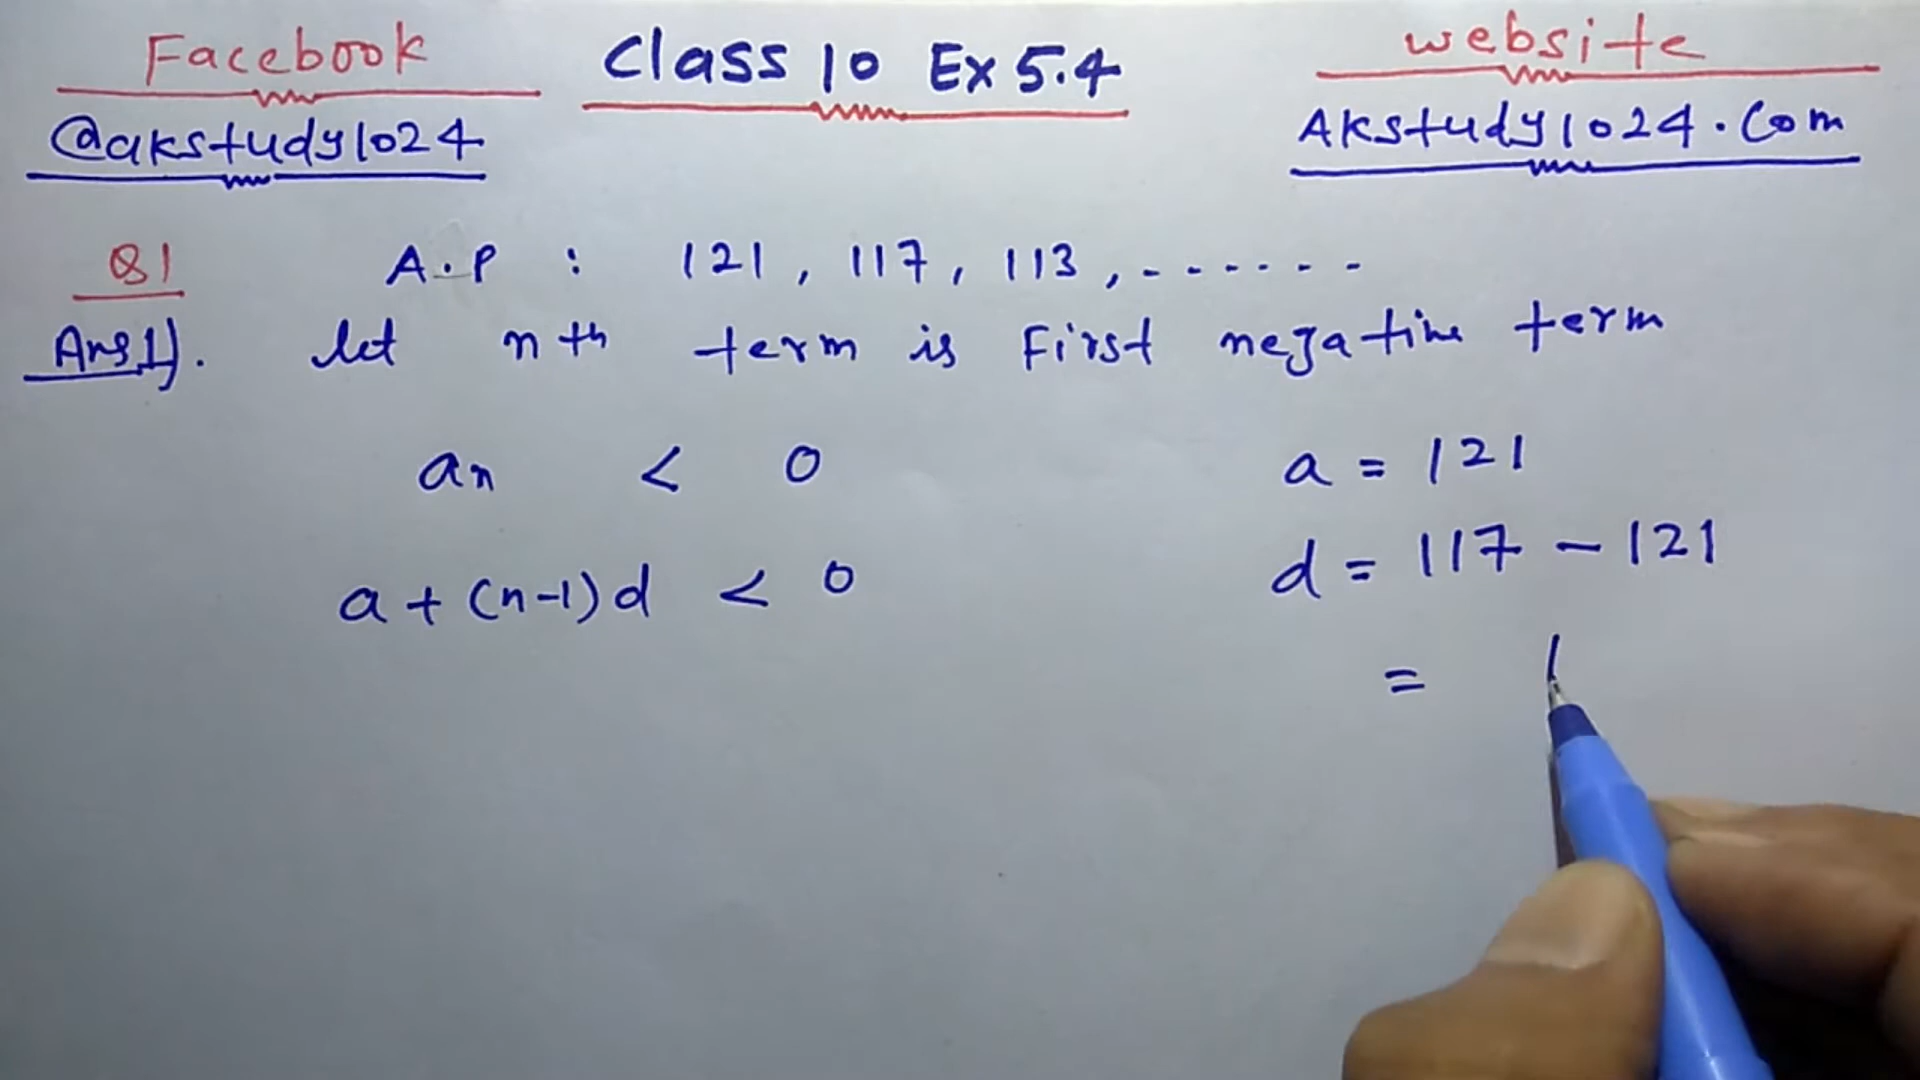 Facebook Class 10 Ex 5.4 website
@akstudy1024 AKstudy1024.Com
Q1 A.P : 121, 117, 113, - - - - - -
Ans1). let nth term is First negative term
an < 0 a = 121
a + (n-1)d < 0 d = 117 - 121
=